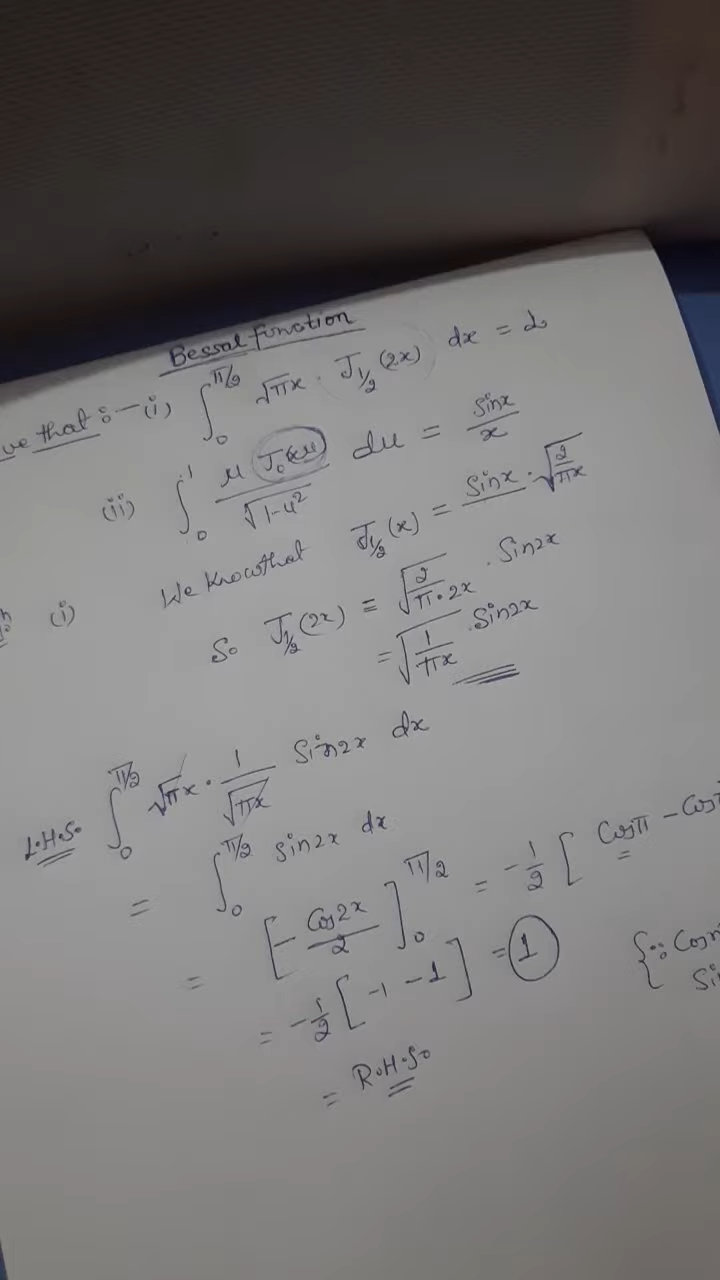 Bessal function
ve that :- (i) ∫₀^{π/2} √πx · J_{1/2}(2x) dx = 1
(ii) ∫₀^1 u J₀(xu) / √1-u² du = sinx / x
(i) We know that J_{1/2}(x) = sinx · √(2/πx)
So J_{1/2}(2x) = √(2/π·2x) · Sin2x
= √(1/πx) · Sin2x
L.H.S. ∫₀^{π/2} √πx · 1/√πx Sin2x dx
= ∫₀^{π/2} sin2x dx
= [- Cos2x / 2]₀^{π/2} = -1/2 [ Cosπ - Cos
= -1/2 [ -1 -1 ] = 1 { ∵ Cos
Si
= R.H.S.